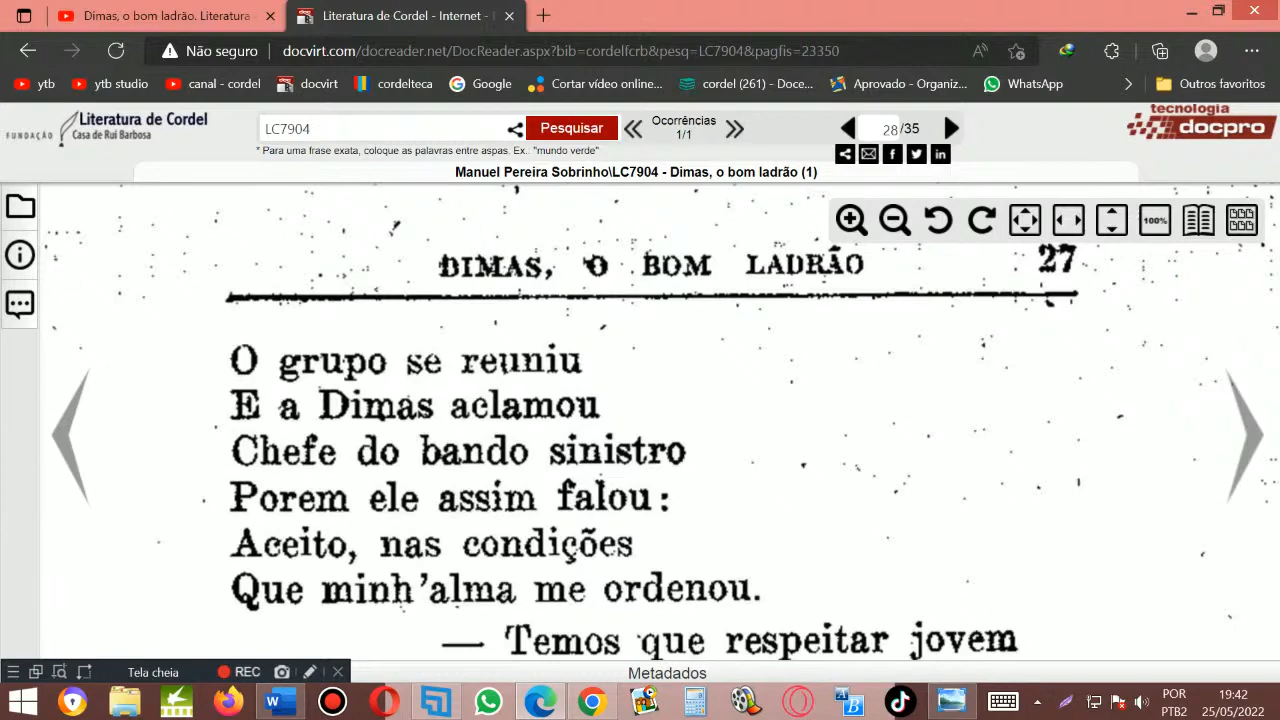 Dimas, o bom ladrão. Literatura
Literatura de Cordel - Internet -
Não seguro
docvirt.com/docreader.net/DocReader.aspx?bib=cordelfcrb&pesq=LC7904&pagfis=23350
ytb
ytb studio
canal - cordel
docvirt
cordelteca
Google
Cortar vídeo online...
cordel (261) - Doce...
Aprovado - Organiz...
WhatsApp
Outros favoritos
FUNDAÇÃO
Literatura de Cordel
Casa de Rui Barbosa
LC7904
Pesquisar
Ocorrências
1/1
28 /35
tecnologia
docpro
* Para uma frase exata, coloque as palavras entre aspas. Ex.. "mundo verde"
Manuel Pereira Sobrinho\LC7904 - Dimas, o bom ladrão (1)
100%
DIMAS, O BOM LADRÃO 27
O grupo se reuniu
E a Dimas aclamou
Chefe do bando sinistro
Porem ele assim falou:
Aceito, nas condições
Que minh'alma me ordenou.
— Temos que respeitar jovem
Tela cheia
REC
Metadados
POR
PTB2
19:42
25/05/2022